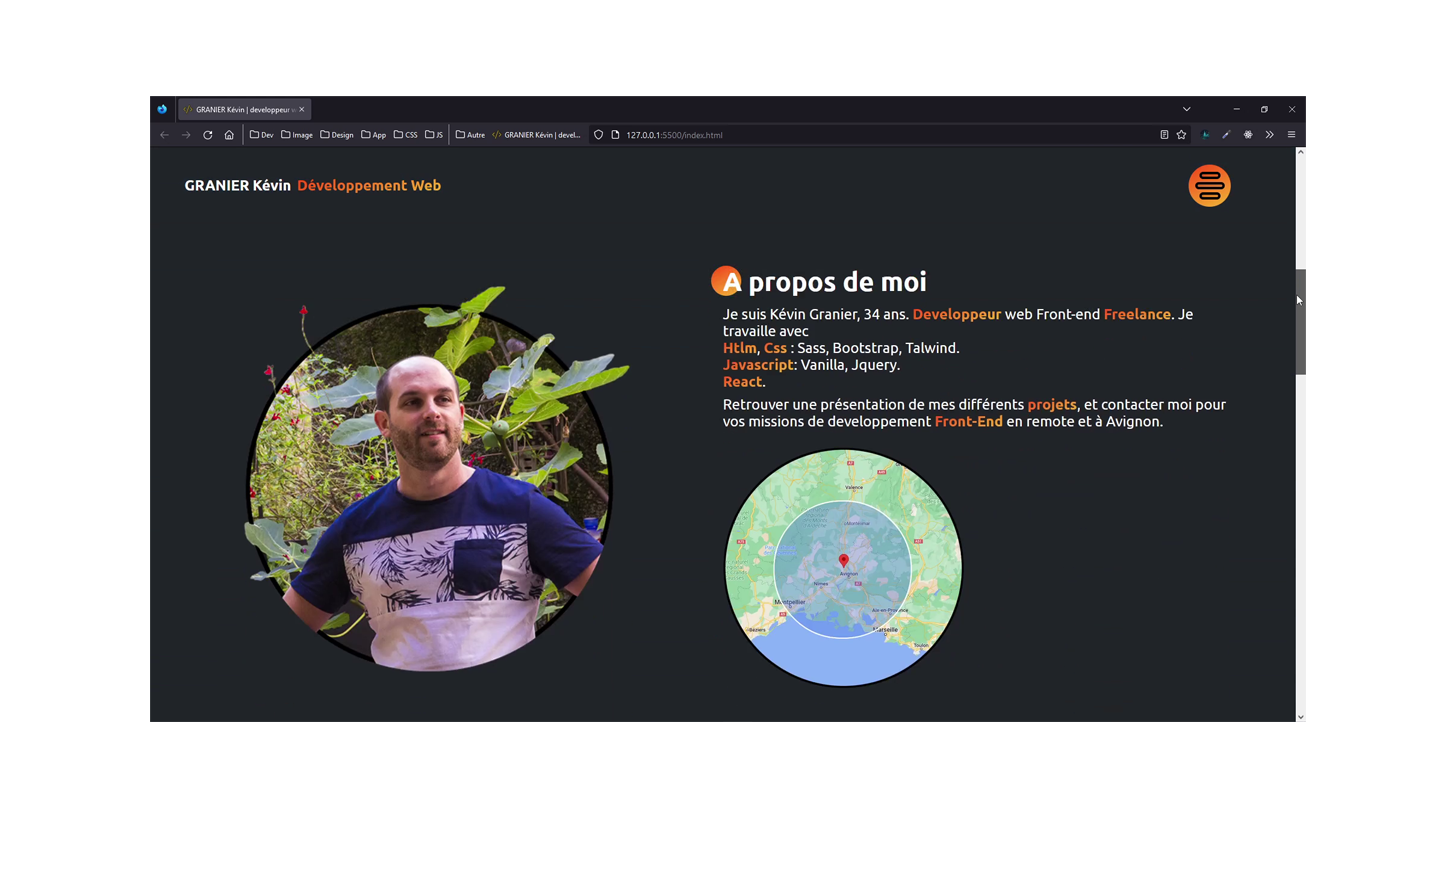 GRANIER Kévin | developpeur w
Dev Image Design App CSS JS Autre GRANIER Kévin | devel... 127.0.0.1:5500/index.html
GRANIER Kévin Développement Web
A propos de moi
Je suis Kévin Granier, 34 ans. Developpeur web Front-end Freelance. Je
travaille avec
Htlm, Css : Sass, Bootstrap, Talwind.
Javascript: Vanilla, Jquery.
React.
Retrouver une présentation de mes différents projets, et contacter moi pour
vos missions de developpement Front-End en remote et à Avignon.
Valence
Montélimar
Avignon
Nîmes
A7
Montpellier
Aix-en-Provence
Béziers
Marseille
Toulon